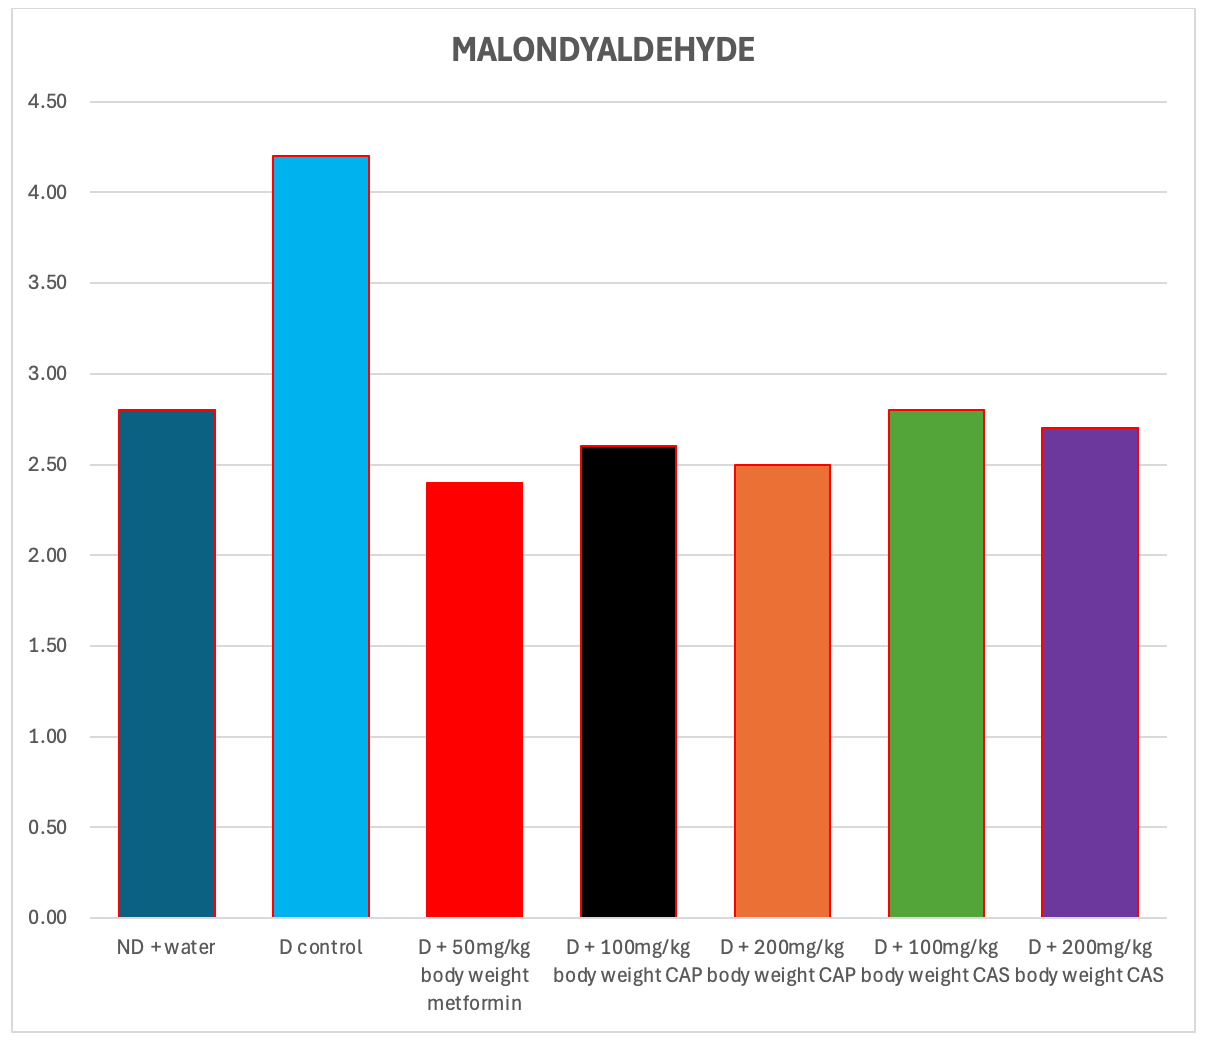 MALONDYALDEHYDE
4.50
4.00
3.50
3.00
2.50
2.00
1.50
1.00
0.50
0.00
ND + water
D control
D + 50mg/kg
body weight
metformin
D + 100mg/kg
body weight CAP
D + 200mg/kg
body weight CAP
D + 100mg/kg
body weight CAS
D + 200mg/kg
body weight CAS